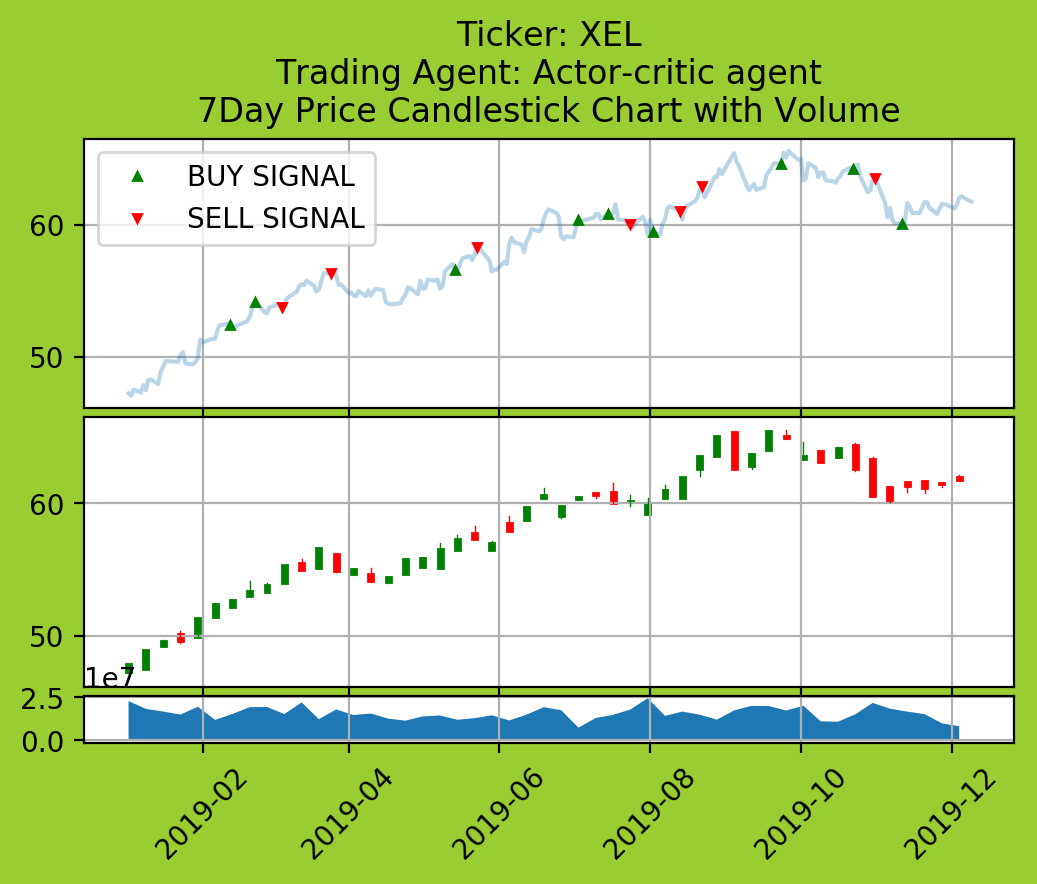 Ticker: XEL
Trading Agent: Actor-critic agent
7Day Price Candlestick Chart with Volume
BUY SIGNAL
SELL SIGNAL
60
50
60
50
1e7
2.5
0.0
2019-02
2019-04
2019-06
2019-08
2019-10
2019-12